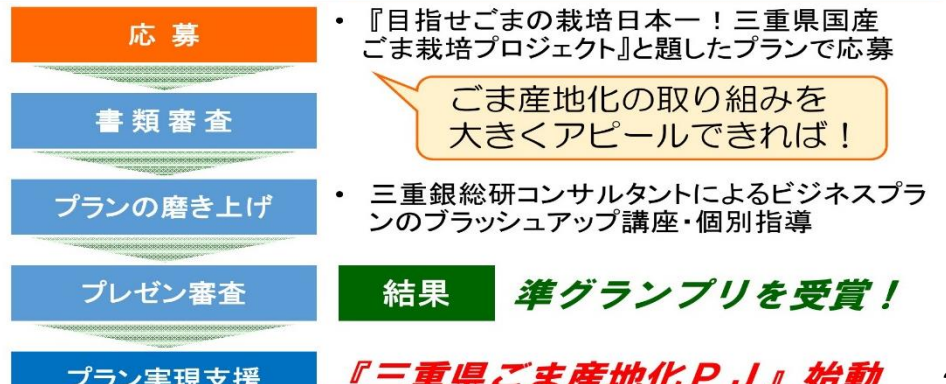 応 募
・ 『目指せごまの栽培日本一！三重県国産
ごま栽培プロジェクト』と題したプランで応募
ごま産地化の取り組みを
大きくアピールできれば！
書 類 審 査
プランの磨き上げ
・ 三重銀総研コンサルタントによるビジネスプラ
ンのブラッシュアップ講座・個別指導
プレゼン審査
結果 準グランプリを受賞！
プラン実現支援
『三重県ごま産地化ＰＪ』始動